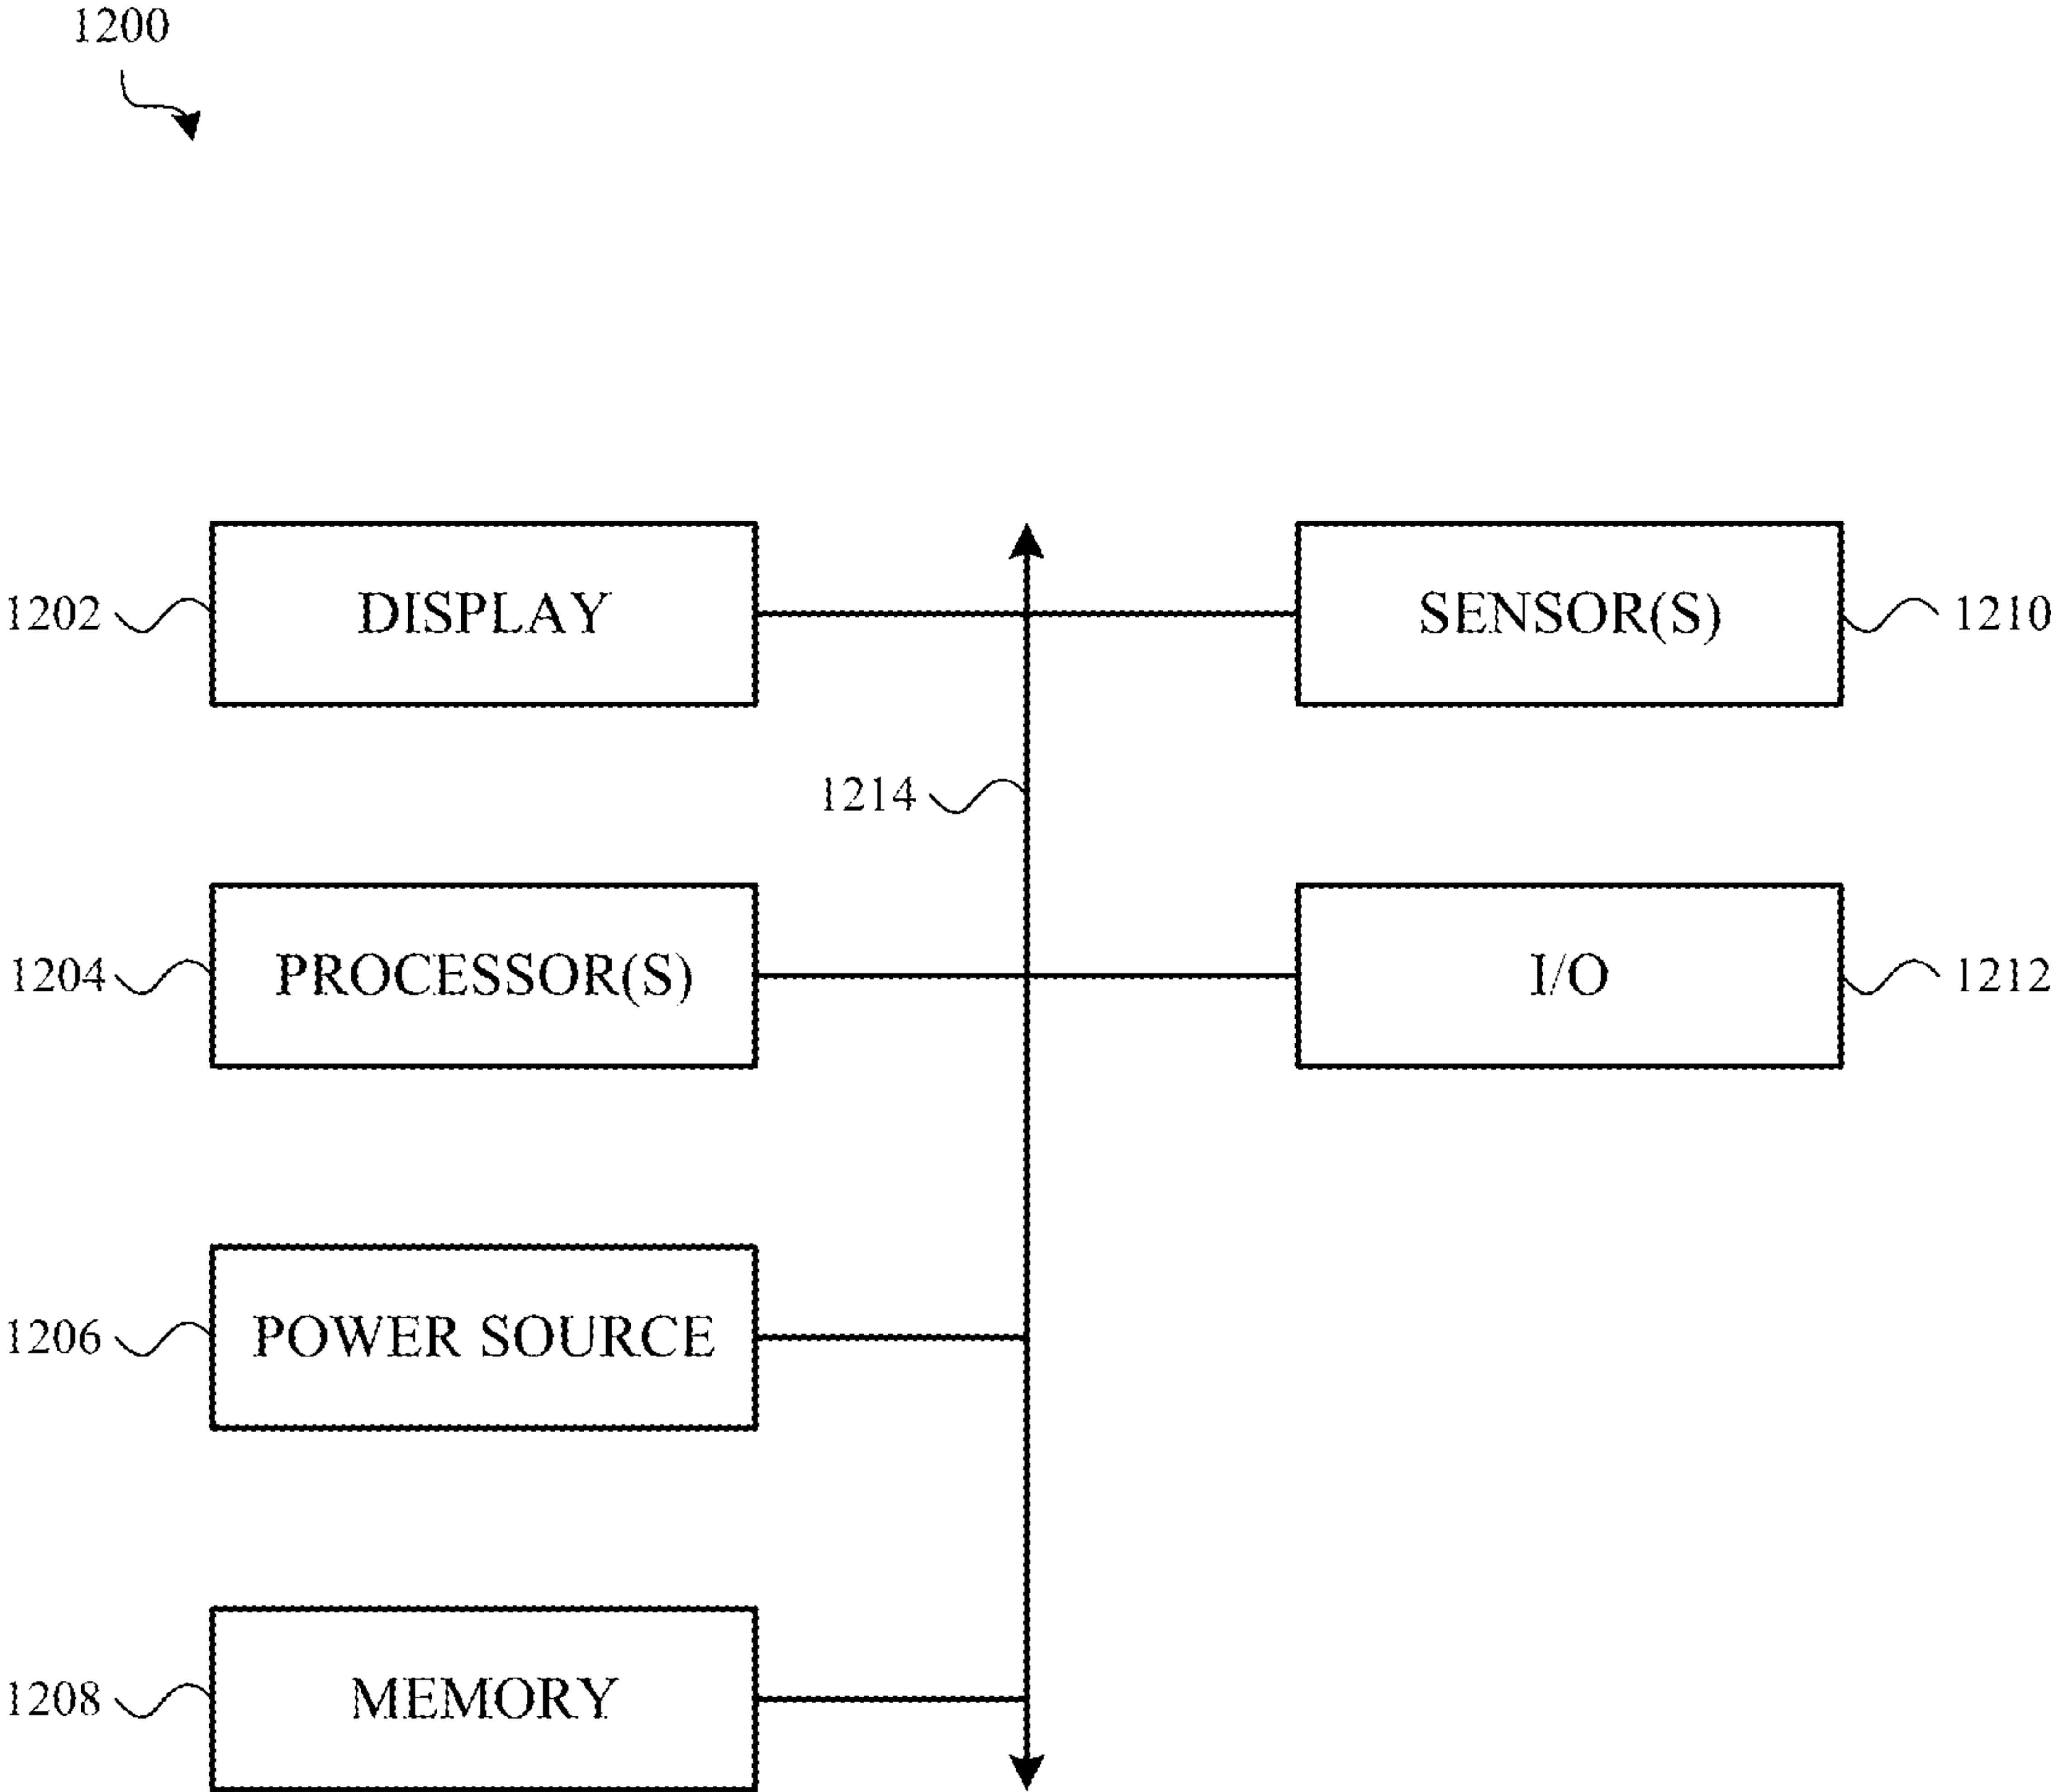 1200
1202 DISPLAY
SENSOR(S) 1210
1214
1204 PROCESSOR(S)
I/O 1212
1206 POWER SOURCE
1208 MEMORY